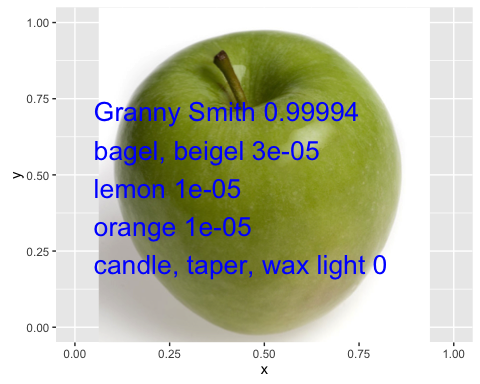 1.00
0.75
Granny Smith 0.99994
bagel, beigel 3e-05
y
0.50
lemon 1e-05
orange 1e-05
0.25
candle, taper, wax light 0
0.00
0.00 0.25 0.50 0.75 1.00
x